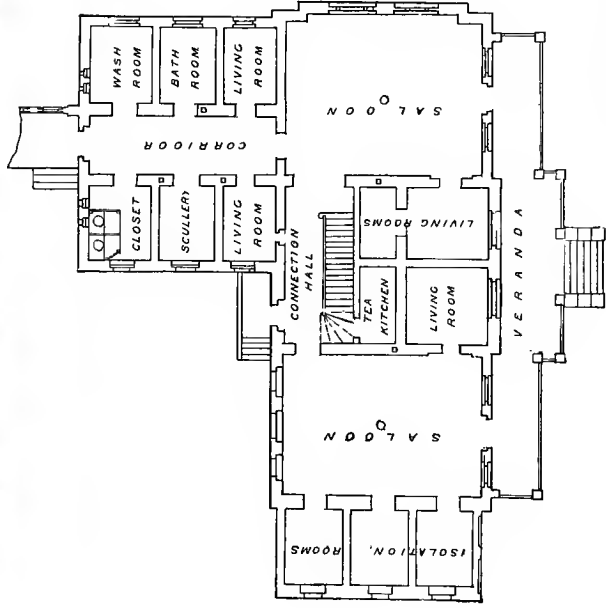 WASH
ROOM
BATH
ROOM
LIVING
ROOM
SALOON
CORRIDOR
CLOSET
SCULLERY
LIVING
ROOM
CONNECTION
HALL
LIVING ROOMS
TEA
KITCHEN
LIVING
ROOM
VERANDA
SALOON
ISOLATION,
ROOMS